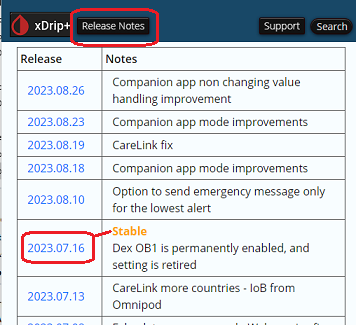 xDrip+ Release Notes Support Search
Release Notes
2023.08.26 Companion app non changing value
handling improvement
2023.08.23 Companion app mode improvements
2023.08.19 CareLink fix
2023.08.18 Companion app mode improvements
2023.08.10 Option to send emergency message only
for the lowest alert
Stable
2023.07.16 Dex OB1 is permanently enabled, and
setting is retired
2023.07.13 CareLink more countries - IoB from
Omnipod